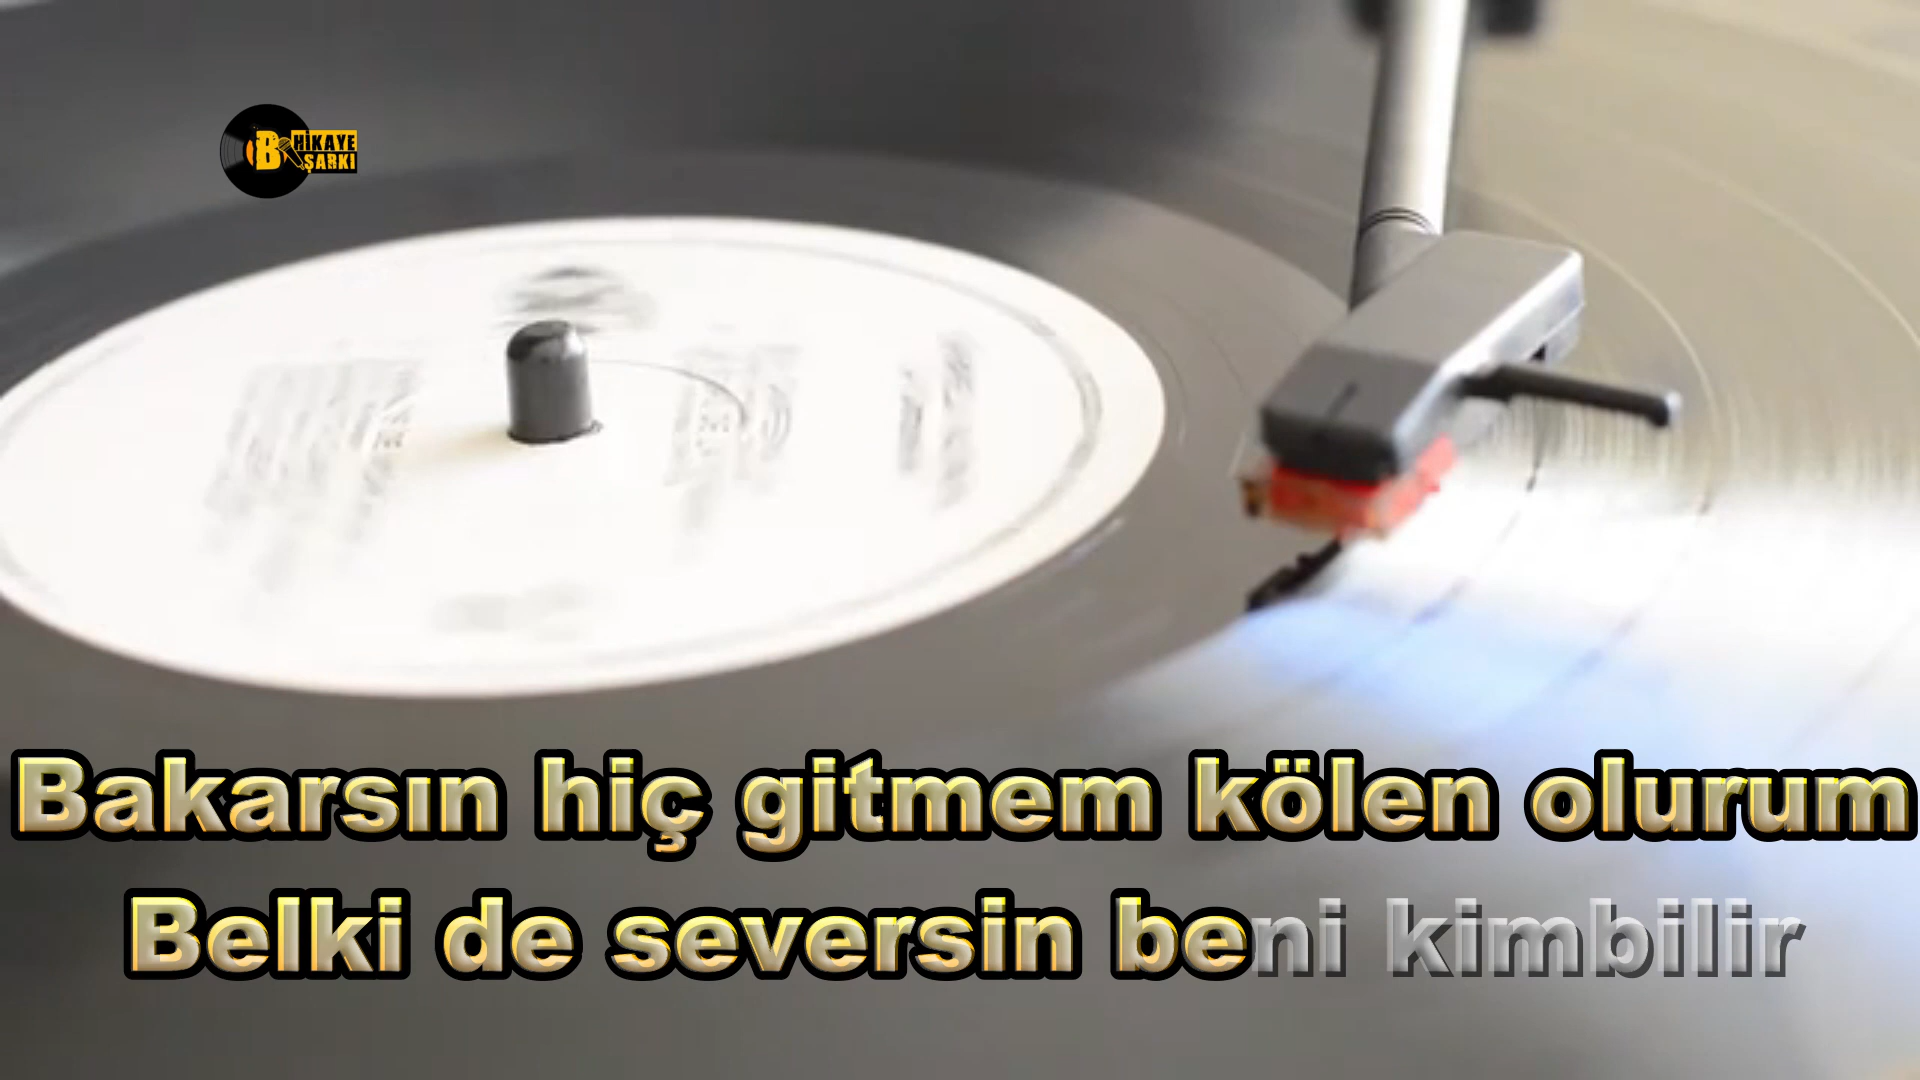 B HİKAYE
ŞARKI
Bakarsın hiç gitmem kölen olurum
Belki de seversin beni kimbilir